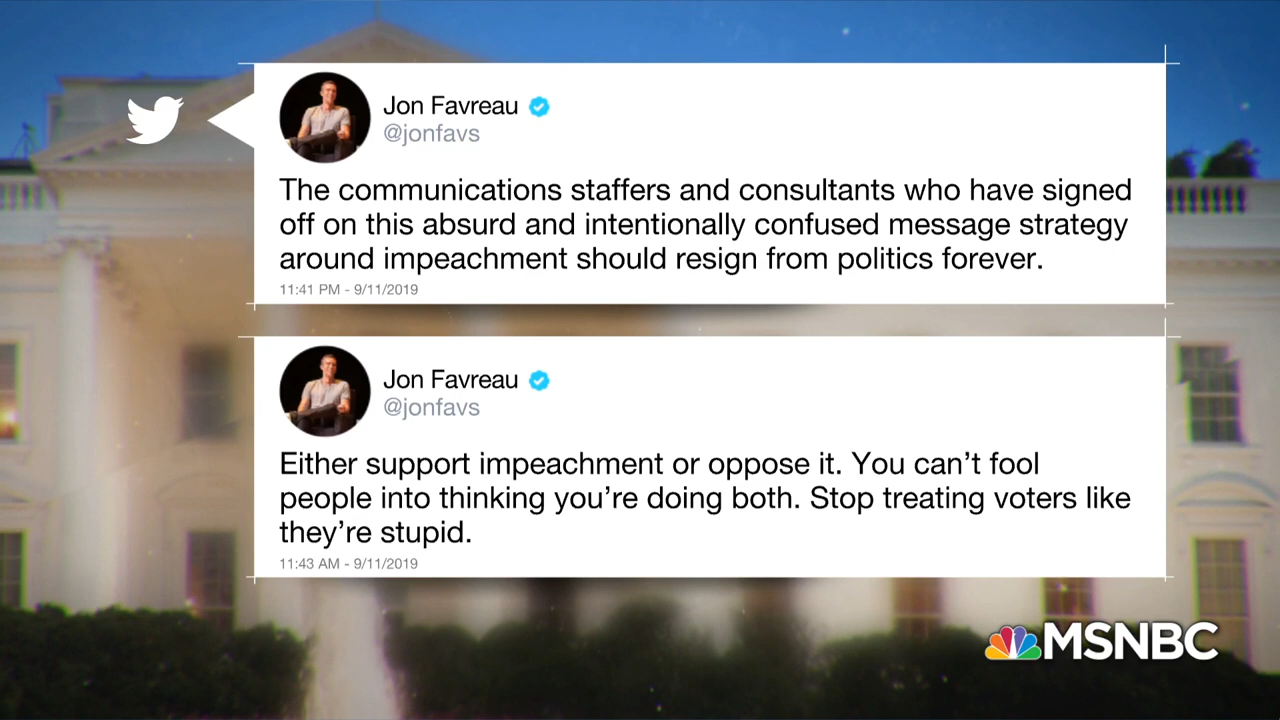 Jon Favreau
@jonfavs
The communications staffers and consultants who have signed
off on this absurd and intentionally confused message strategy
around impeachment should resign from politics forever.
11:41 PM - 9/11/2019
Jon Favreau
@jonfavs
Either support impeachment or oppose it. You can’t fool
people into thinking you’re doing both. Stop treating voters like
they’re stupid.
11:43 AM - 9/11/2019
MSNBC